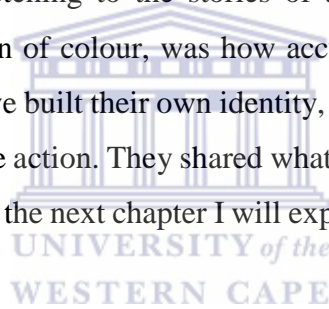 to the stories of
n of colour, was how acc
e built their own identity,
e action. They shared what
the next chapter I will exp
UNIVERSITY of the
WESTERN CAPE